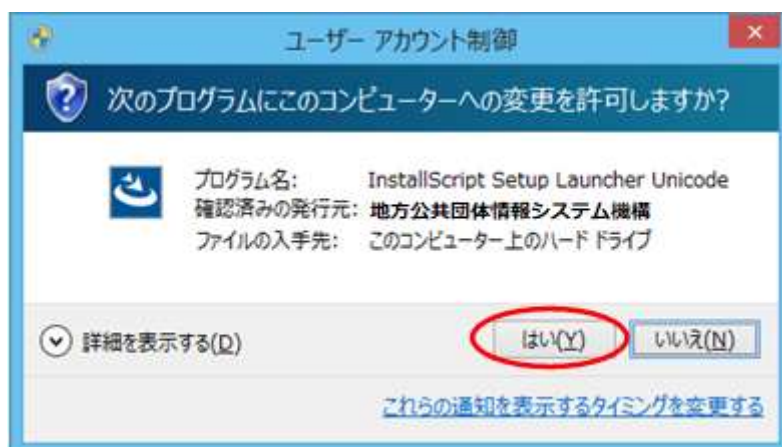 ユーザー アカウント制御
次のプログラムにこのコンピューターへの変更を許可しますか?
プログラム名: InstallScript Setup Launcher Unicode
確認済みの発行元: 地方公共団体情報システム機構
ファイルの入手先: このコンピューター上のハード ドライブ
詳細を表示する(D) はい(Y) いいえ(N)
これらの通知を表示するタイミングを変更する